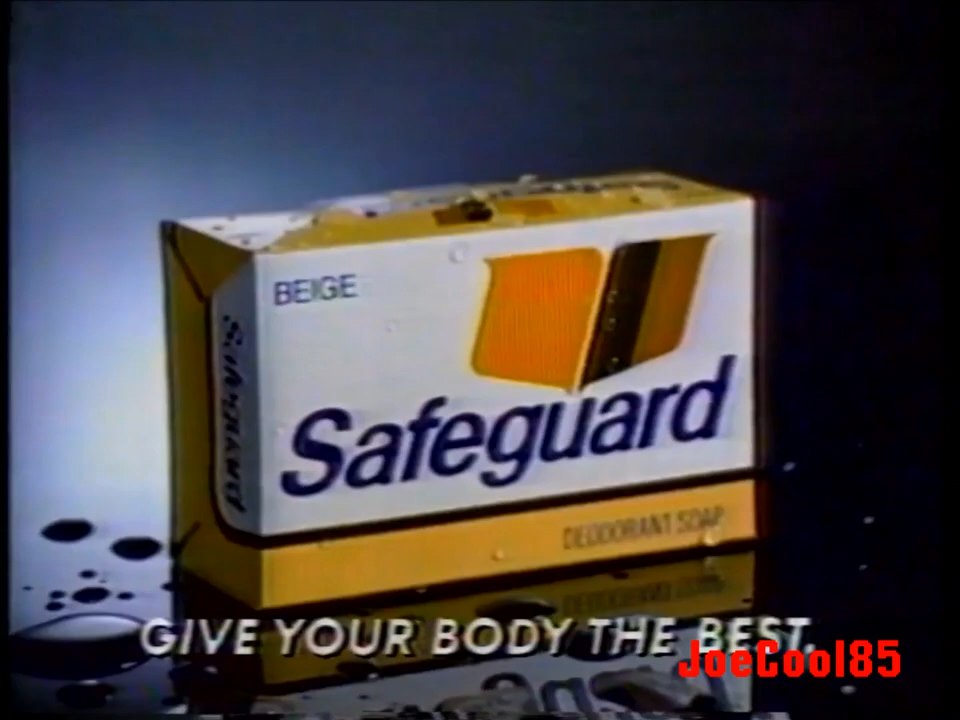 BEIGE
Safeguard
Safeguard
DEODORANT SOAP
GIVE YOUR BODY THE BEST.
JoeCool85